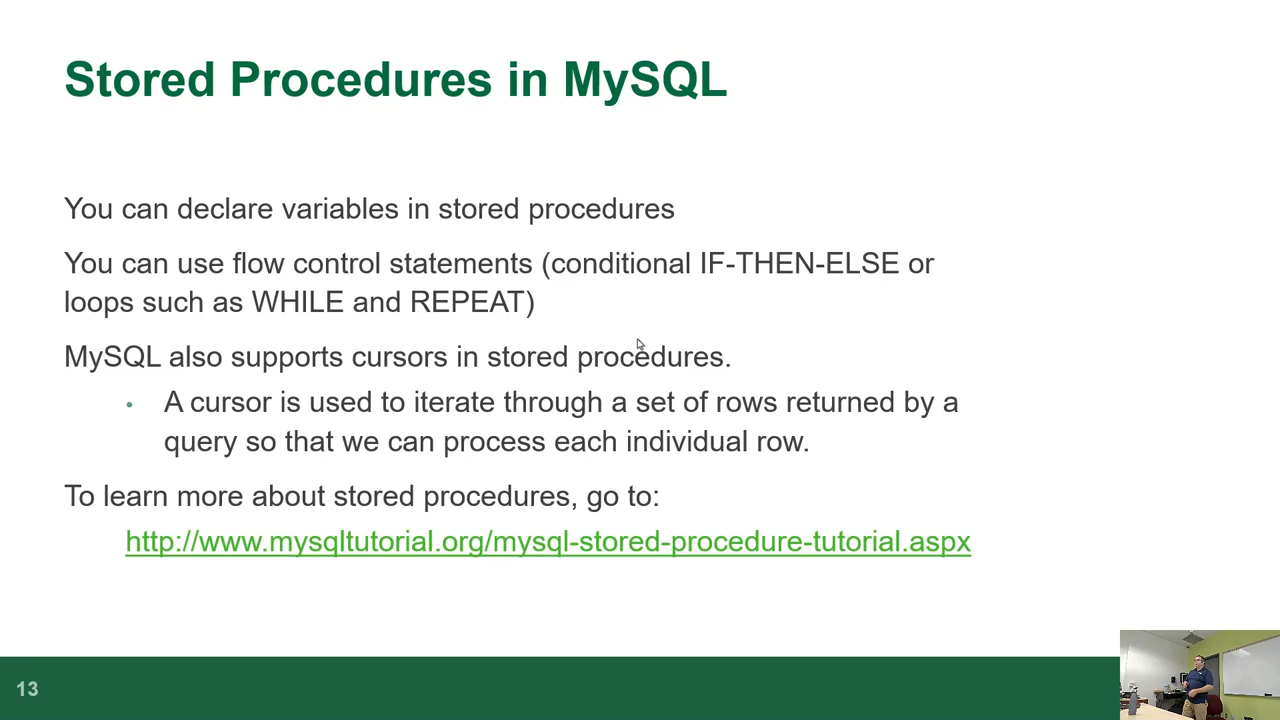 Stored Procedures in MySQL
You can declare variables in stored procedures
You can use flow control statements (conditional IF-THEN-ELSE or
loops such as WHILE and REPEAT)
MySQL also supports cursors in stored procedures.
• A cursor is used to iterate through a set of rows returned by a
query so that we can process each individual row.
To learn more about stored procedures, go to:
http://www.mysqltutorial.org/mysql-stored-procedure-tutorial.aspx
13